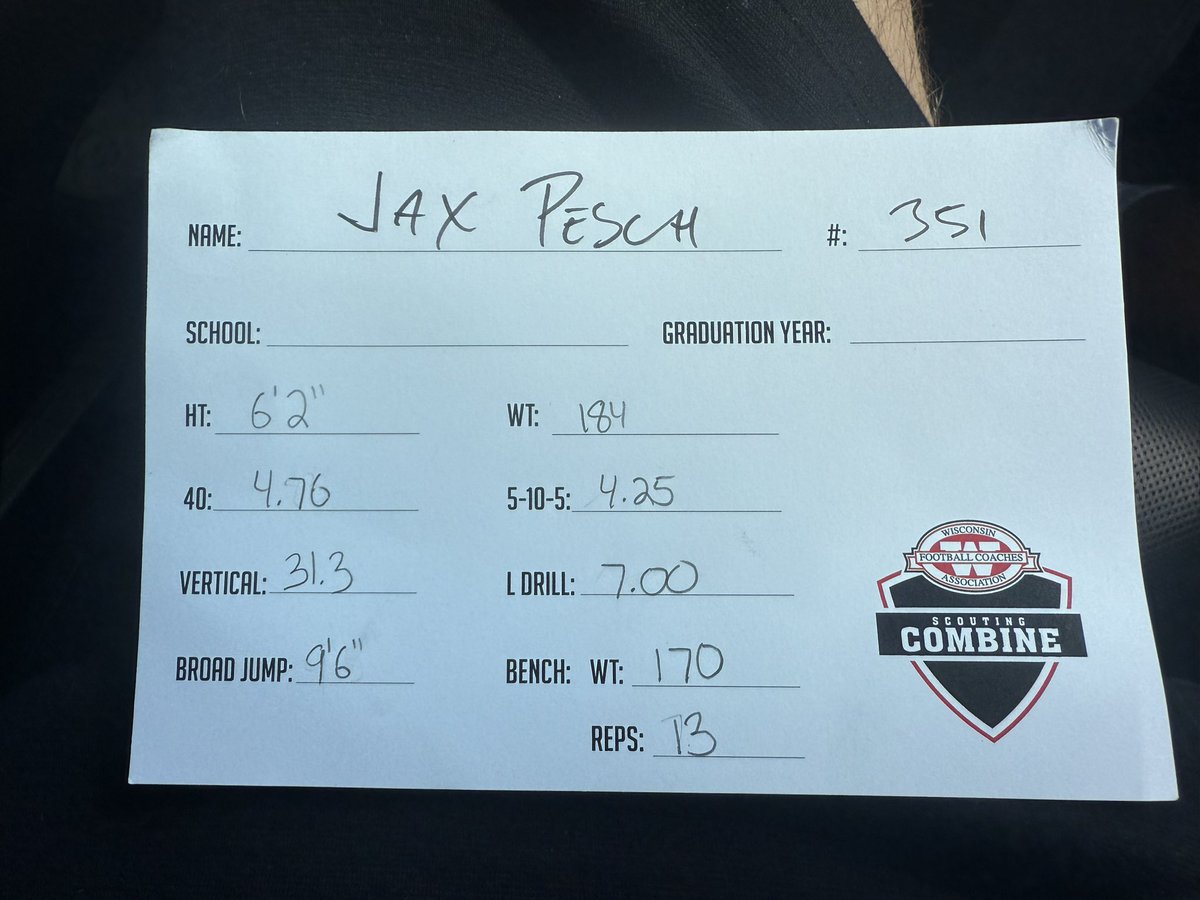 NAME: JAX PESCH #: 351
SCHOOL: GRADUATION YEAR:
HT: 6'2" WT: 184
40: 4.76 5-10-5: 4.25
VERTICAL: 31.3 L DRILL: 7.00
BROAD JUMP: 9'6" BENCH: WT: 170
REPS: 13
WISCONSIN
FOOTBALL COACHES
ASSOCIATION
SCOUTING
COMBINE